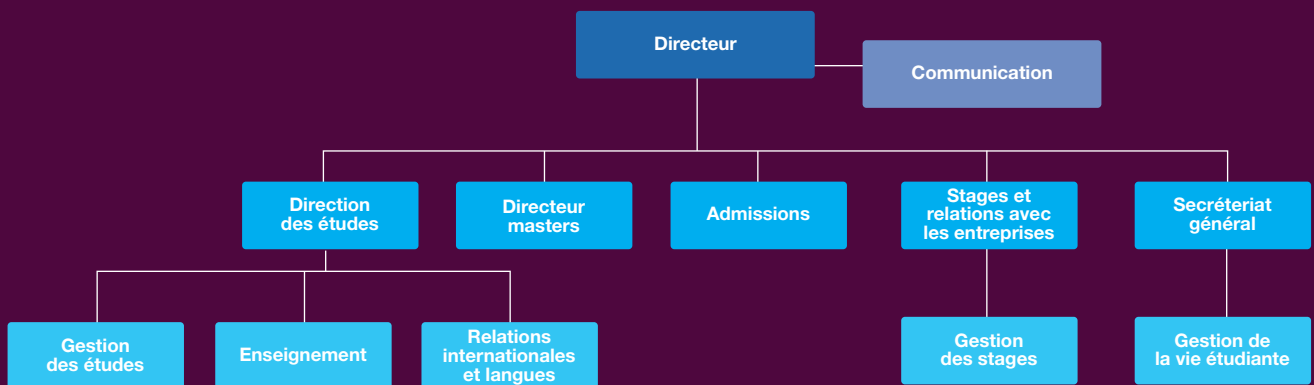 Directeur
Communication
Direction
des études
Directeur
masters
Admissions
Stages et
relations avec
les entreprises
Secréteriat
général
Gestion
des études
Enseignement
Relations
internationales
et langues
Gestion
des stages
Gestion de
la vie étudiante